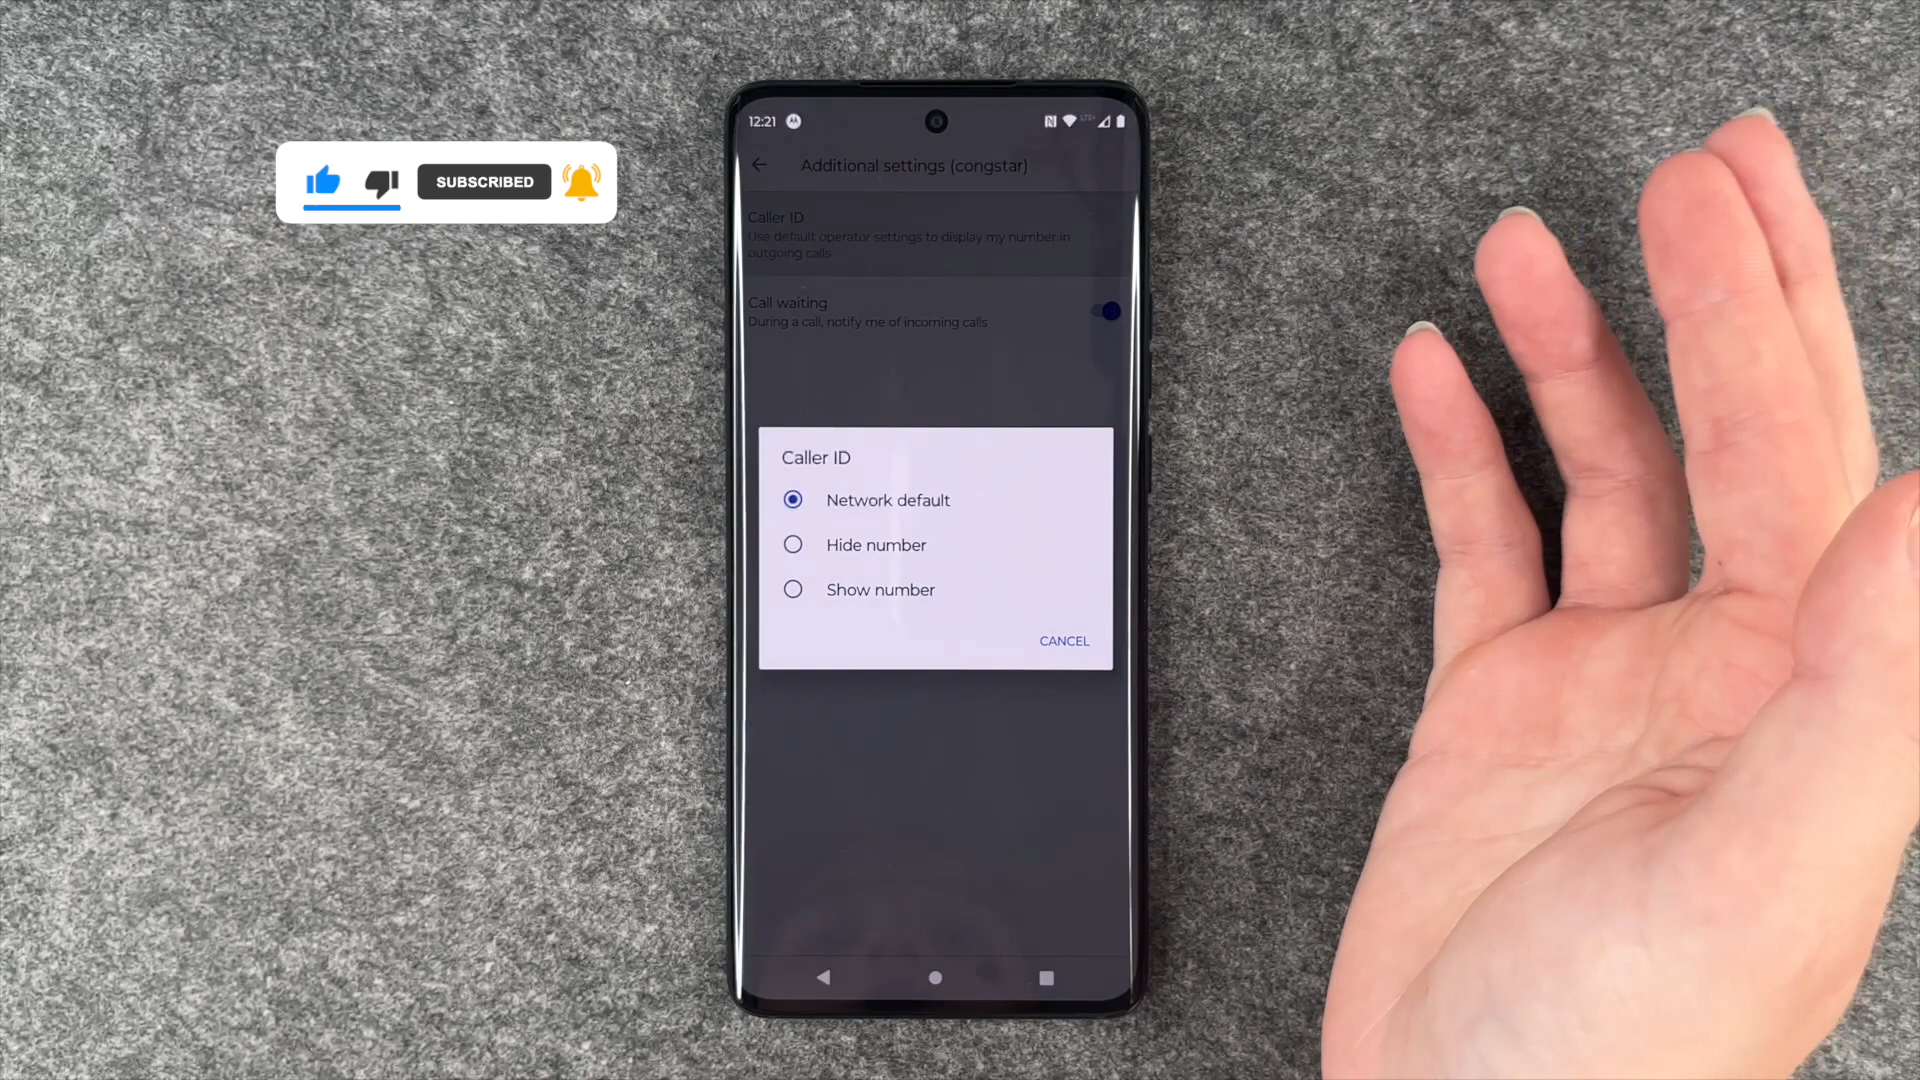 SUBSCRIBED
12:21
LTE+
Additional settings (congstar)
Caller ID
Use default operator settings to display my number in
outgoing calls
Call waiting
During a call, notify me of incoming calls
Caller ID
Network default
Hide number
Show number
CANCEL